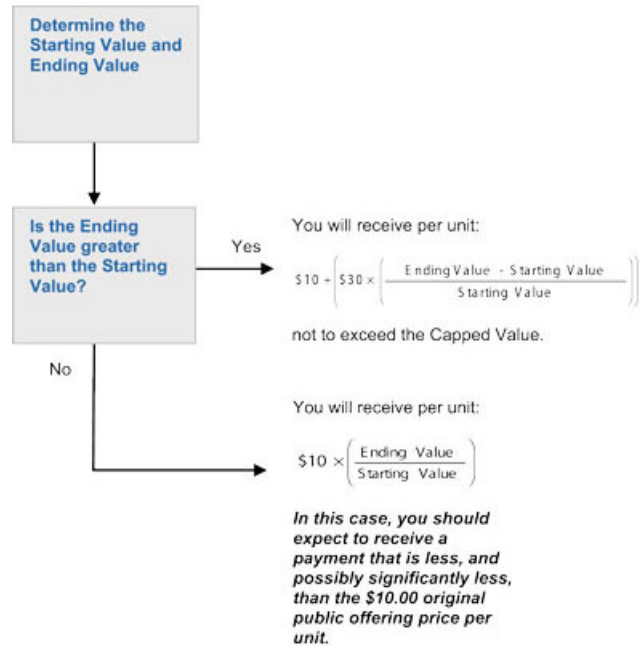 Determine the
Starting Value and
Ending Value
Is the Ending
Value greater
than the Starting
Value?
Yes
You will receive per unit:
$10 + ( $30 × ( Ending Value - Starting Value
Starting Value ) )
not to exceed the Capped Value.
No
You will receive per unit:
$10 × ( Ending Value
Starting Value )
In this case, you should
expect to receive a
payment that is less, and
possibly significantly less,
than the $10.00 original
public offering price per
unit.